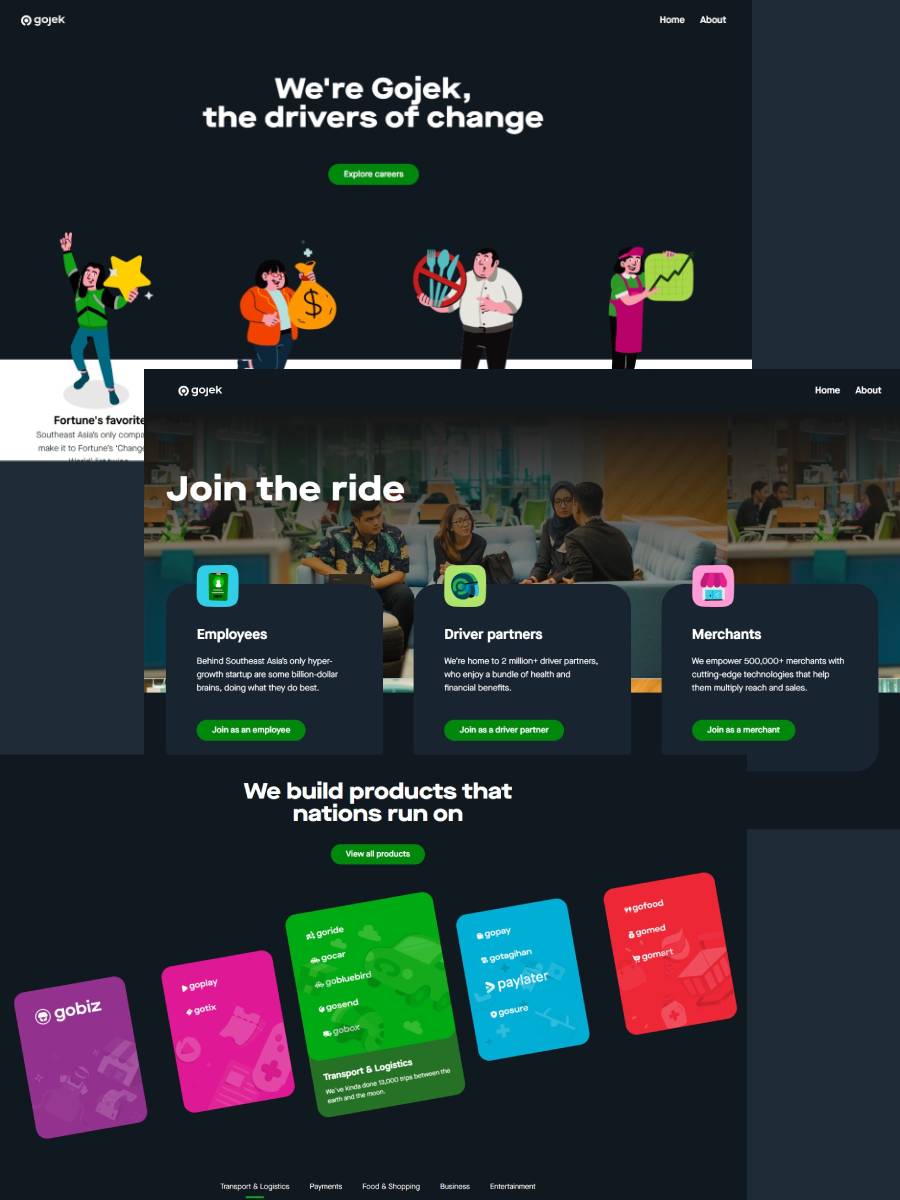 gojek
Home About
We're Gojek,
the drivers of change
Explore careers
$
Fortune's favorite
Southeast Asia's only
make it to Fortune's
gojek
Home About
Join the ride
Employees
Behind Southeast Asia's only hyper-
growth startup are some billion-dollar
brains, doing what they do best.
Join as an employee
Driver partners
We're home to 2 million+ driver partners,
who enjoy a bundle of health and
financial benefits.
Join as a driver partner
Merchants
We empower 500,000+ merchants with
cutting-edge technologies that help
them multiply reach and sales.
Join as a merchant
We build products that
nations run on
View all products
gobiz
goplay
gotix
goride
gocar
gobluebird
gosend
gobox
Transport & Logistics
We've kinda done 13,000 trips between the
earth and the moon.
gopay
gotagihan
paylater
gosure
gofood
gomed
gomart
Transport & Logistics Payments Food & Shopping Business Entertainment